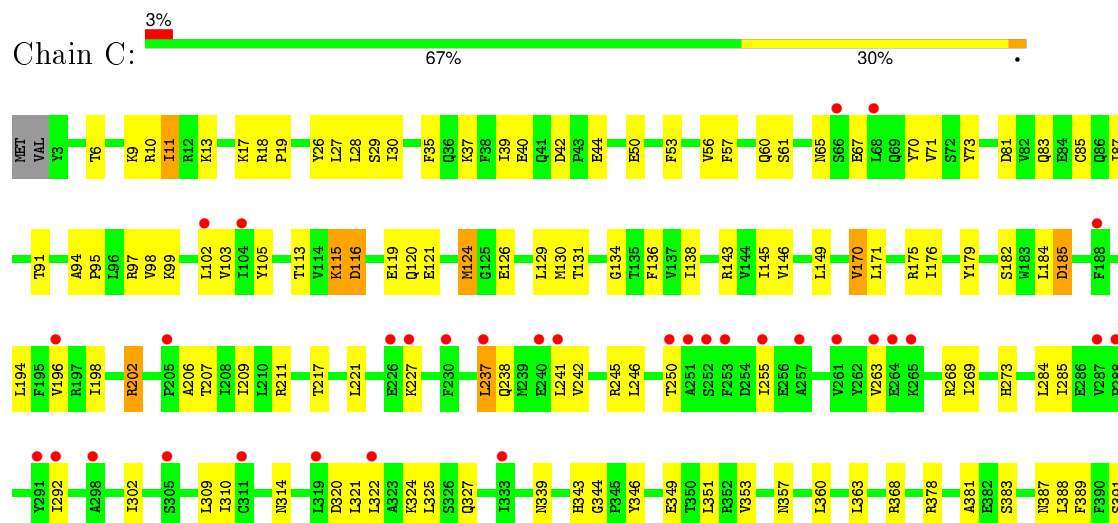 3%
Chain C:
67% 30% •
MET VAL Y3 T6 K9 R10 I11 R12 K13 K17 R18 P19 Y26 L27 L28 S29 I30 F35 Q36 K37 F38 I39 E40 Q41 D42 P43 E44 E50 F53 V56 F57 Q60 S61 N65 S66 E67 L68 Q69 Y70 V71 S72 Y73 D81 V82 Q83 E84 C85 Q86 I87
T91 A94 P95 L96 R97 V98 K99 L102 V103 I104 Y105 T113 V114 K115 D116 E119 Q120 E121 M124 G125 E126 L129 M130 T131 G134 T135 F136 V137 I138 R143 V144 I145 V146 L149 V170 L171 R175 I176 Y179 S182 W183 L184 D185 F188
L194 F195 V196 R197 I198 R202 P205 A206 T207 I208 I209 L210 R211 T217 L221 E226 K227 F230 L237 Q238 M239 E240 L241 V242 R245 L246 T250 A251 S252 F253 D254 I255 E256 A257 V261 Y262 V263 E264 K265 R268 I269 H273 L284 I285 E286 V287
Y291 I292 A298 I302 S305 L309 I310 C311 N314 L319 D320 L321 L322 A323 K324 L325 S326 Q327 I333 N339 H343 G344 P345 Y346 E349 T350 L351 R352 V353 N357 L360 L363 R368 R378 A381 E382 S383 N387 L388 F389 F390